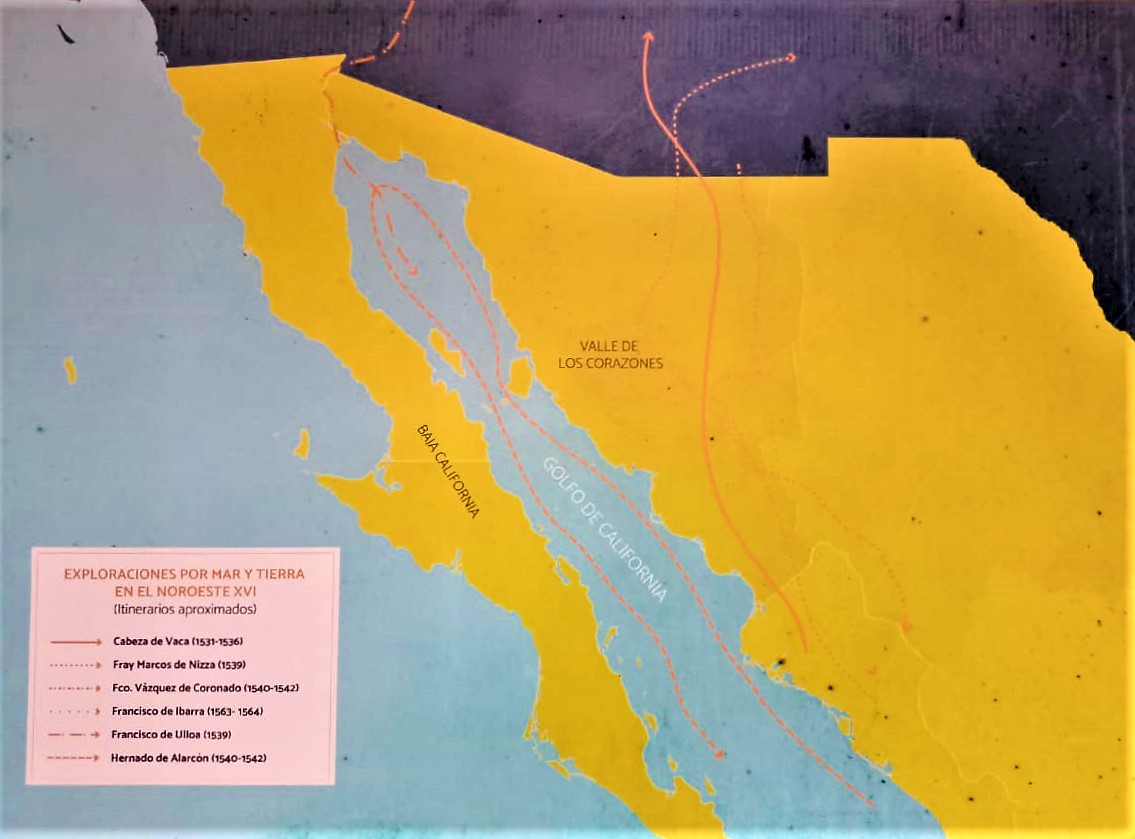 VALLE DE
LOS CORAZONES
BAJA CALIFORNIA
GOLFO DE CALIFORNIA
EXPLORACIONES POR MAR Y TIERRA
EN EL NOROESTE XVI
(Itinerarios aproximados)
Cabeza de Vaca (1531-1536)
Fray Marcos de Nizza (1539)
Fco. Vázquez de Coronado (1540-1542)
Francisco de Ibarra (1563- 1564)
Francisco de Ulloa (1539)
Hernado de Alarcón (1540-1542)